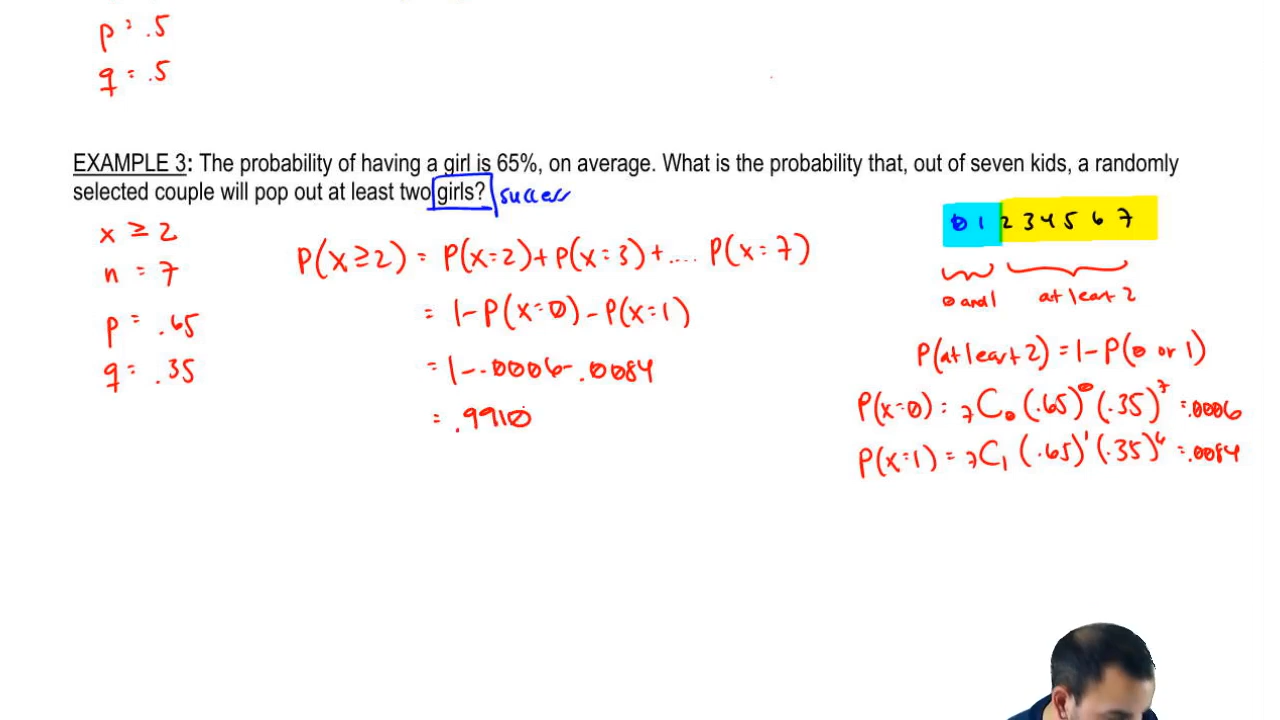 p = .5
q = .5
EXAMPLE 3: The probability of having a girl is 65%, on average. What is the probability that, out of seven kids, a randomly
selected couple will pop out at least two girls? success
x ≥ 2
n = 7
p = .65
q = .35
P(x≥2) = P(x=2)+P(x=3)+.... P(x=7)
= 1-P(x=0)-P(x=1)
= 1-.0006-.0084
= .9910
0 1 2 3 4 5 6 7
0 and 1 at least 2
P(at least 2) = 1-P(0 or 1)
P(x=0) = ₇C₀ (.65)⁰ (.35)⁷ = .0006
P(x=1) = ₇C₁ (.65)¹ (.35)⁶ = .0084